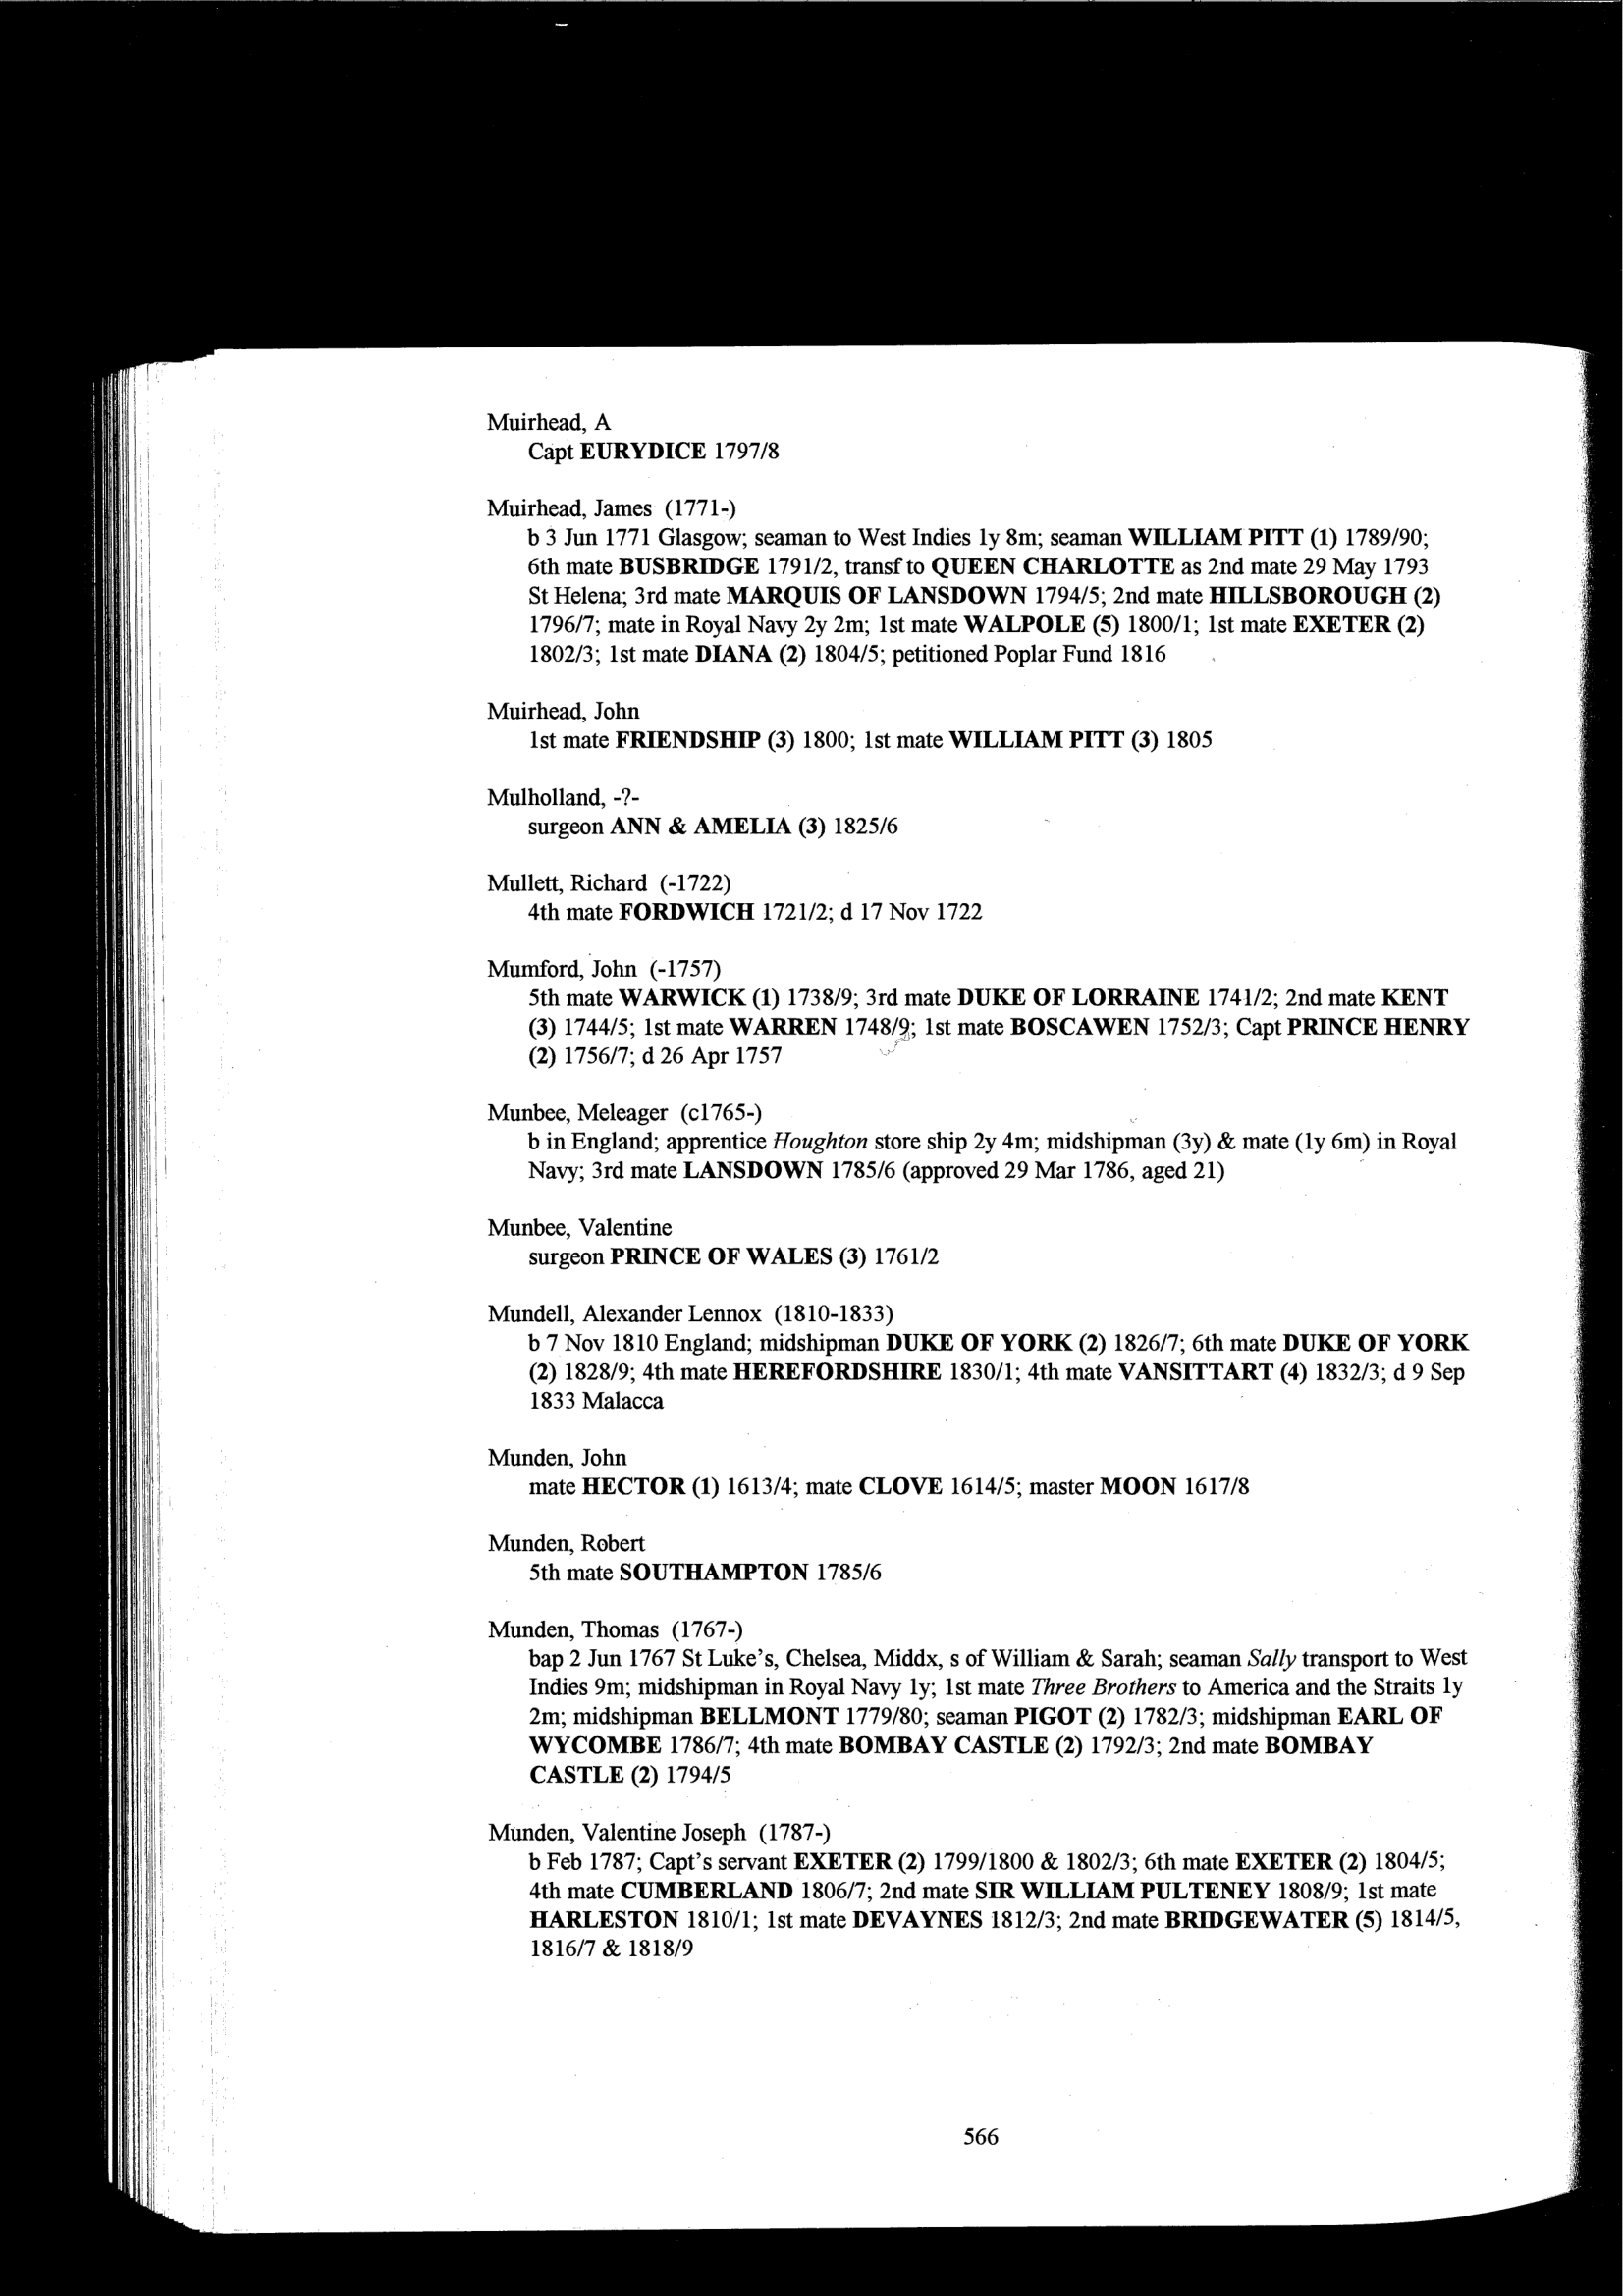 Muirhead, A
Capt EURYDICE 1797/8
Muirhead, James (1771-)
b 3 Jun 1771 Glasgow; seaman to West Indies 1y 8m; seaman WILLIAM PITT (1) 1789/90;
6th mate BUSBRIDGE 1791/2, transf to QUEEN CHARLOTTE as 2nd mate 29 May 1793
St Helena; 3rd mate MARQUIS OF LANSDOWN 1794/5; 2nd mate HILLSBOROUGH (2)
1796/7; mate in Royal Navy 2y 2m; 1st mate WALPOLE (5) 1800/1; 1st mate EXETER (2)
1802/3; 1st mate DIANA (2) 1804/5; petitioned Poplar Fund 1816
Muirhead, John
1st mate FRIENDSHIP (3) 1800; 1st mate WILLIAM PITT (3) 1805
Mulholland, -?-
surgeon ANN & AMELIA (3) 1825/6
Mullett, Richard (-1722)
4th mate FORDWICH 1721/2; d 17 Nov 1722
Mumford, John (-1757)
5th mate WARWICK (1) 1738/9; 3rd mate DUKE OF LORRAINE 1741/2; 2nd mate KENT
(3) 1744/5; 1st mate WARREN 1748/9; 1st mate BOSCAWEN 1752/3; Capt PRINCE HENRY
(2) 1756/7; d 26 Apr 1757
Munbee, Meleager (c1765-)
b in England; apprentice Houghton store ship 2y 4m; midshipman (3y) & mate (1y 6m) in Royal
Navy; 3rd mate LANSDOWN 1785/6 (approved 29 Mar 1786, aged 21)
Munbee, Valentine
surgeon PRINCE OF WALES (3) 1761/2
Mundell, Alexander Lennox (1810-1833)
b 7 Nov 1810 England; midshipman DUKE OF YORK (2) 1826/7; 6th mate DUKE OF YORK
(2) 1828/9; 4th mate HEREFORDSHIRE 1830/1; 4th mate VANSITTART (4) 1832/3; d 9 Sep
1833 Malacca
Munden, John
mate HECTOR (1) 1613/4; mate CLOVE 1614/5; master MOON 1617/8
Munden, Robert
5th mate SOUTHAMPTON 1785/6
Munden, Thomas (1767-)
bap 2 Jun 1767 St Luke's, Chelsea, Middx, s of William & Sarah; seaman Sally transport to West
Indies 9m; midshipman in Royal Navy 1y; 1st mate Three Brothers to America and the Straits 1y
2m; midshipman BELLMONT 1779/80; seaman PIGOT (2) 1782/3; midshipman EARL OF
WYCOMBE 1786/7; 4th mate BOMBAY CASTLE (2) 1792/3; 2nd mate BOMBAY
CASTLE (2) 1794/5
Munden, Valentine Joseph (1787-)
b Feb 1787; Capt's servant EXETER (2) 1799/1800 & 1802/3; 6th mate EXETER (2) 1804/5;
4th mate CUMBERLAND 1806/7; 2nd mate SIR WILLIAM PULTENEY 1808/9; 1st mate
HARLESTON 1810/1; 1st mate DEVAYNES 1812/3; 2nd mate BRIDGEWATER (5) 1814/5,
1816/7 & 1818/9
566